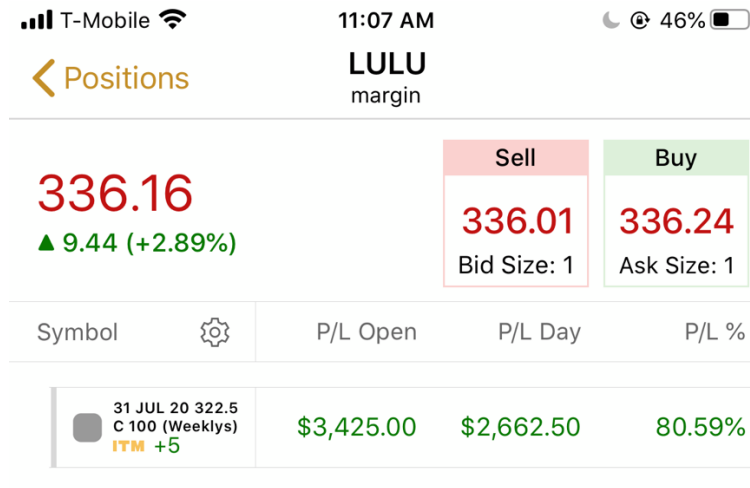 T-Mobile 11:07 AM 46%
Positions LULU
margin
Sell Buy
336.16 336.01 336.24
▲ 9.44 (+2.89%) Bid Size: 1 Ask Size: 1
Symbol P/L Open P/L Day P/L %
31 JUL 20 322.5
C 100 (Weeklys) $3,425.00 $2,662.50 80.59%
ITM +5